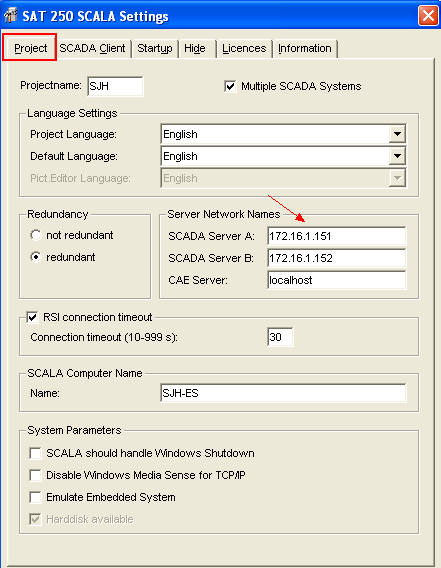 SAT 250 SCALA Settings
Project SCADA Client Startup Hide Licences Information
Projectname: SJH Multiple SCADA Systems
Language Settings
Project Language: English
Default Language: English
Pict.Editor Language: English
Redundancy
not redundant
redundant
Server Network Names
SCADA Server A: 172.16.1.151
SCADA Server B: 172.16.1.152
CAE Server: localhost
RSI connection timeout
Connection timeout (10-999 s): 30
SCALA Computer Name
Name: SJH-ES
System Parameters
SCALA should handle Windows Shutdown
Disable Windows Media Sense for TCP/IP
Emulate Embedded System
Harddisk available